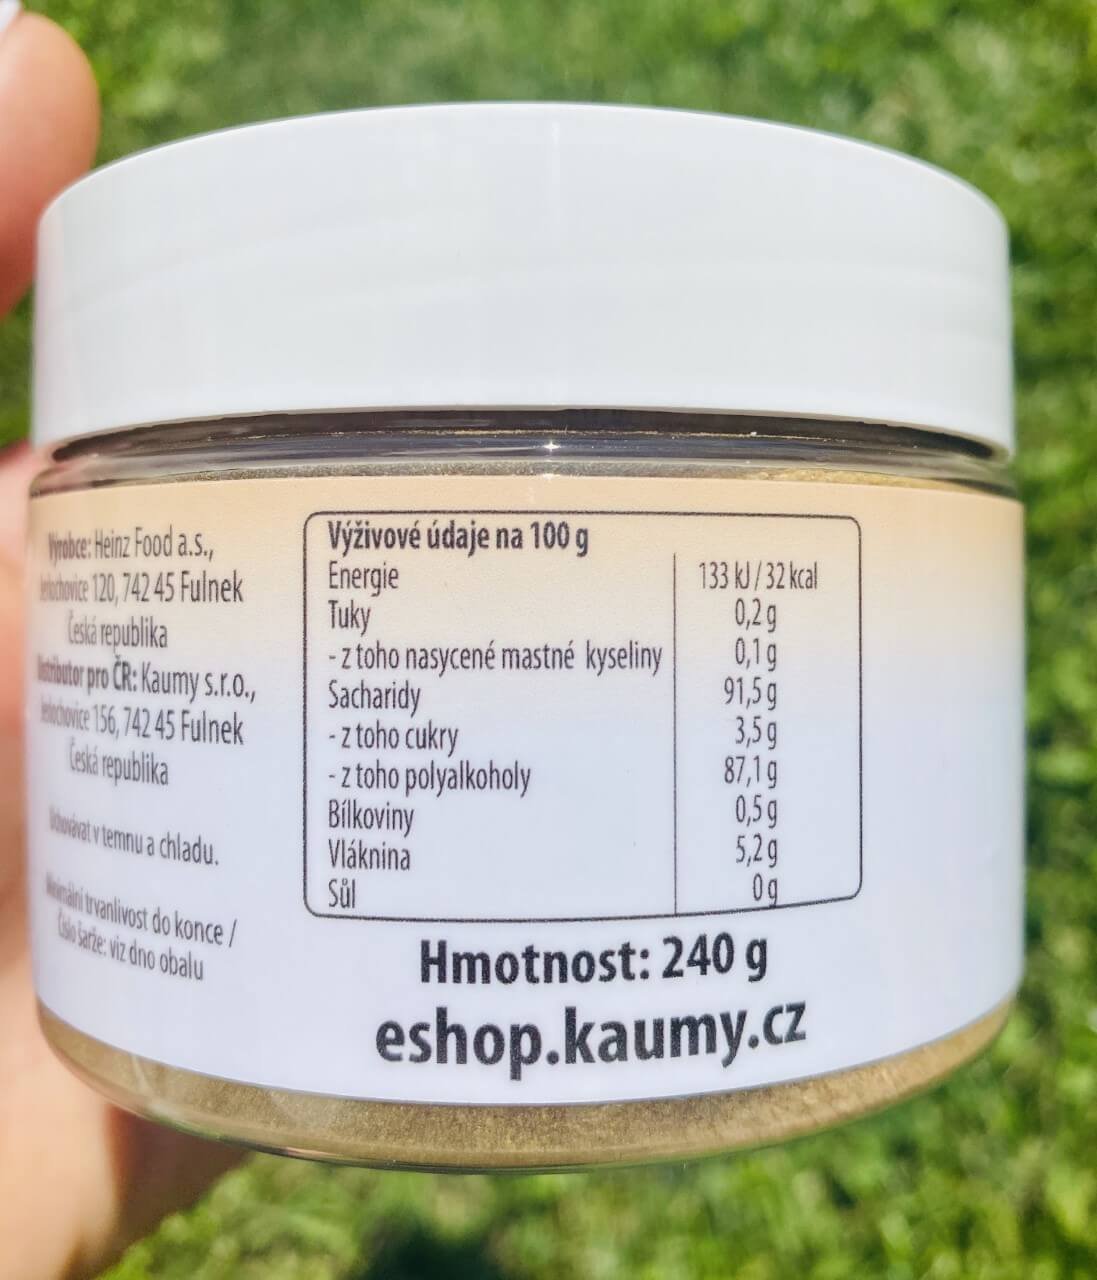 Výrobce: Heinz Food a.s.,
120, 742 45 Fulnek
Česká republika
Distributor pro ČR: Kaumy s.r.o.,
156, 742 45 Fulnek
Česká republika
Uchovávat v temnu a chladu.
Minimální trvanlivost do konce /
Číslo šarže: viz dno obalu
Výživové údaje na 100 g
Energie 133 kJ / 32 kcal
Tuky 0,2 g
- z toho nasycené mastné kyseliny 0,1 g
Sacharidy 91,5 g
- z toho cukry 3,5 g
- z toho polyalkoholy 87,1 g
Bílkoviny 0,5 g
Vláknina 5,2 g
Sůl 0 g
Hmotnost: 240 g
eshop.kaumy.cz